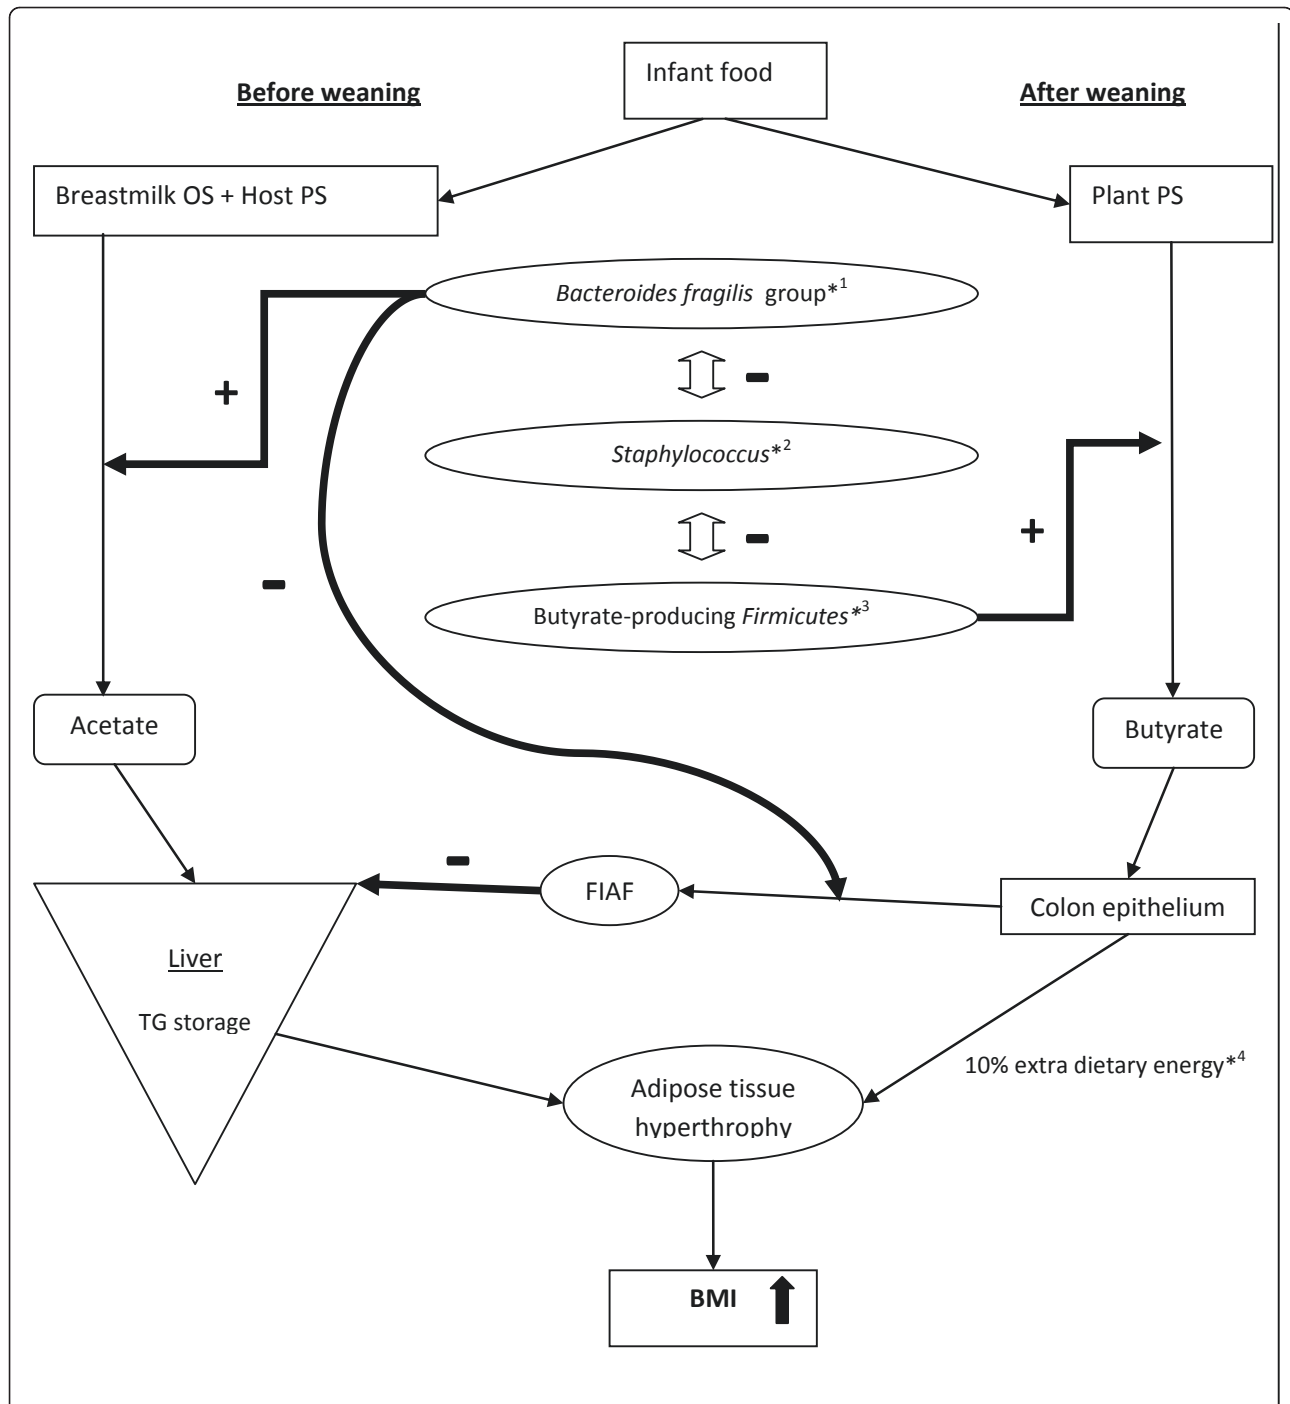 Infant food
Before weaning
After weaning
Breastmilk OS + Host PS
Plant PS
Bacteroides fragilis group*1
-
+
Staphylococcus*2
-
+
-
Butyrate-producing Firmicutes*3
Acetate
Butyrate
-
FIAF
Colon epithelium
Liver
TG storage
10% extra dietary energy*4
Adipose tissue
hyperthrophy
BMI